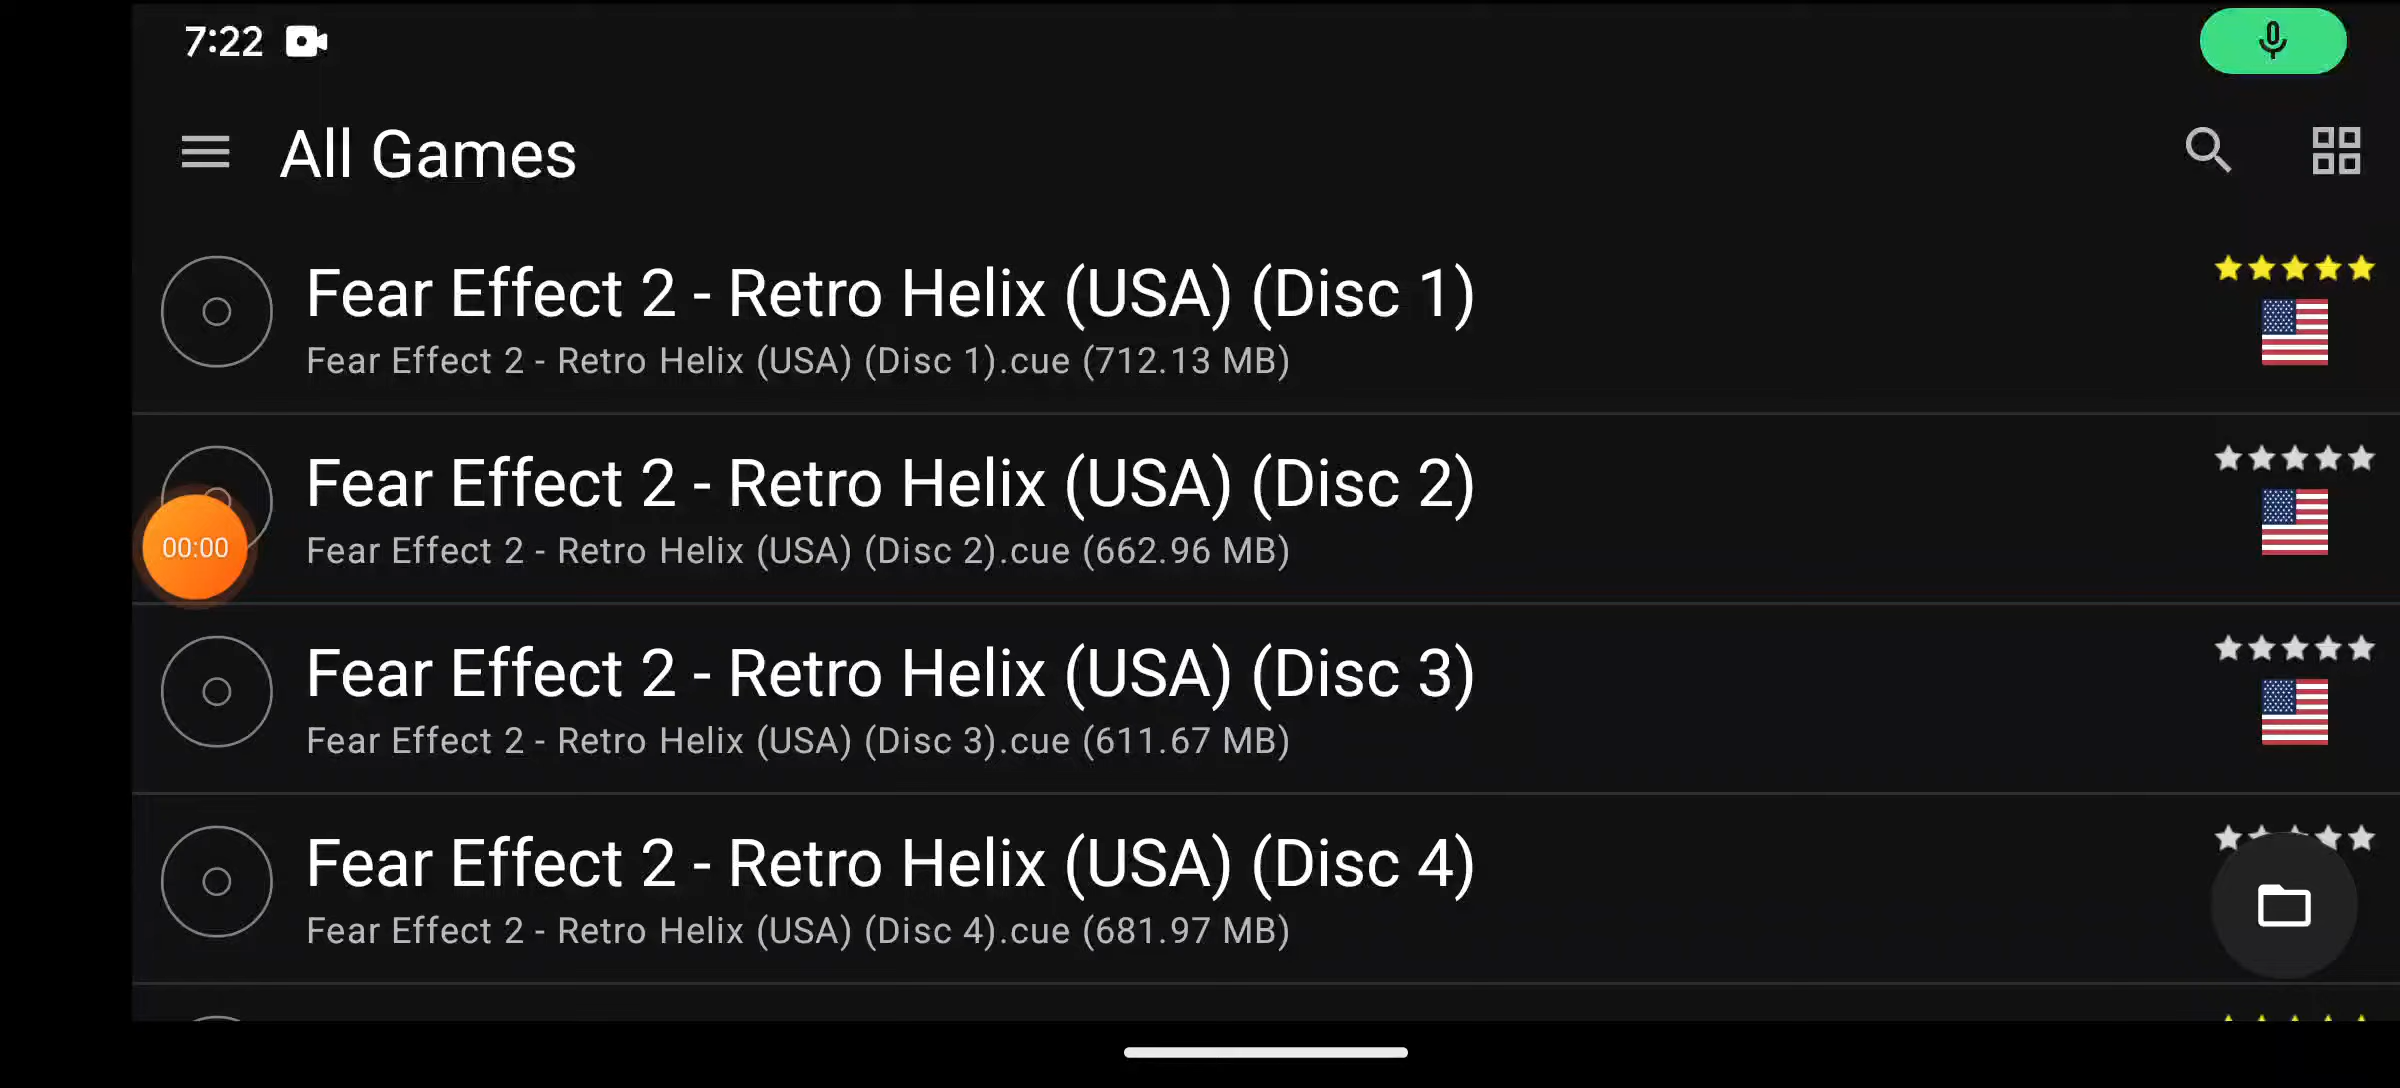 7:22
All Games
Fear Effect 2 - Retro Helix (USA) (Disc 1)
Fear Effect 2 - Retro Helix (USA) (Disc 1).cue (712.13 MB)
Fear Effect 2 - Retro Helix (USA) (Disc 2)
00:00
Fear Effect 2 - Retro Helix (USA) (Disc 2).cue (662.96 MB)
Fear Effect 2 - Retro Helix (USA) (Disc 3)
Fear Effect 2 - Retro Helix (USA) (Disc 3).cue (611.67 MB)
Fear Effect 2 - Retro Helix (USA) (Disc 4)
Fear Effect 2 - Retro Helix (USA) (Disc 4).cue (681.97 MB)